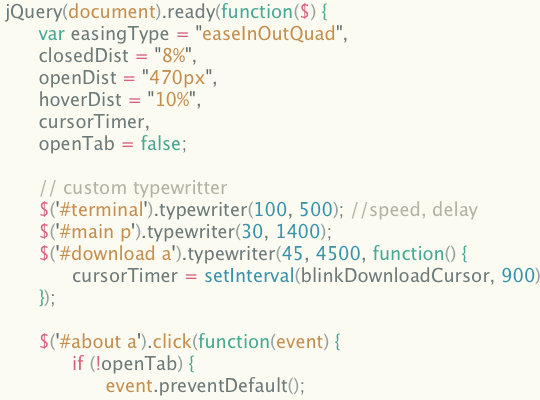 jQuery(document).ready(function($) {
var easingType = "easeInOutQuad",
closedDist = "8%",
openDist = "470px",
hoverDist = "10%",
cursorTimer,
openTab = false;
// custom typewritter
$('#terminal').typewriter(100, 500); //speed, delay
$('#main p').typewriter(30, 1400);
$('#download a').typewriter(45, 4500, function() {
cursorTimer = setInterval(blinkDownloadCursor, 900)
});
$('#about a').click(function(event) {
if (!openTab) {
event.preventDefault();